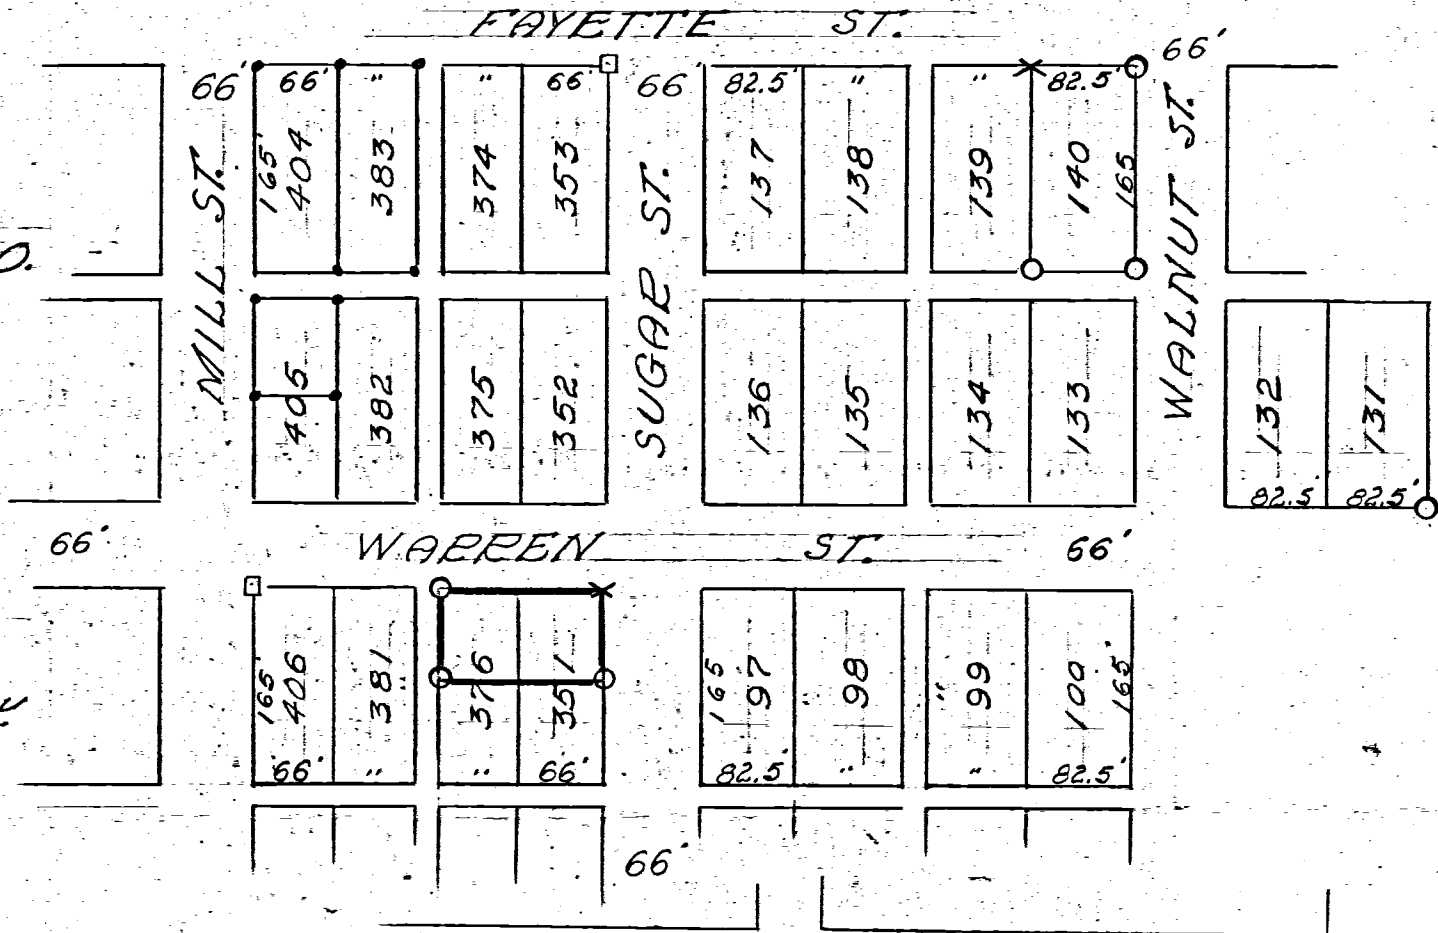 FAYETTE ST.
66' 66' " " 66' 66' 82.5' " " 82.5' 66'
165' 404 383 374 353 137 138 139 140 165
MILL ST. SUGAR ST. WALNUT ST.
O.
405 382 375 352 136 135 134 133 132 131
82.5' 82.5'
66' WARREN ST. 66'
165' 406 381 376 351 165 97 98 " 99 100 165'
66' " " 66' 82.5' " " 82.5'
66'